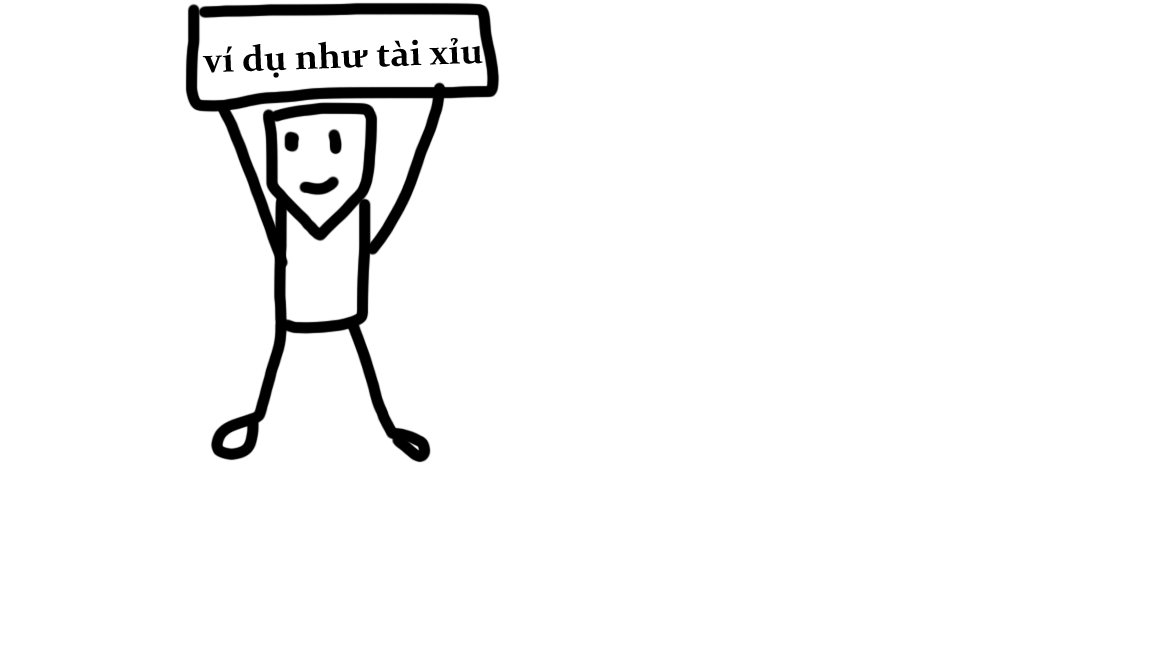 ví dụ như tài xỉu